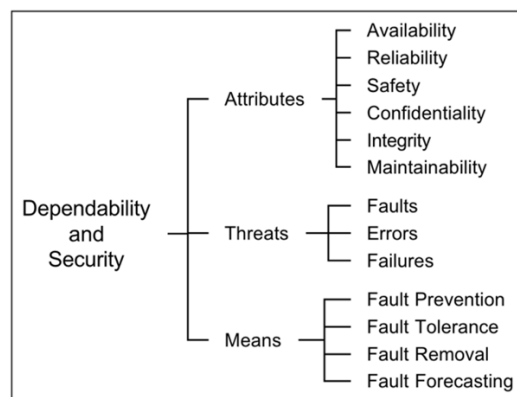 Dependability
and
Security
Attributes
Availability
Reliability
Safety
Confidentiality
Integrity
Maintainability
Threats
Faults
Errors
Failures
Means
Fault Prevention
Fault Tolerance
Fault Removal
Fault Forecasting